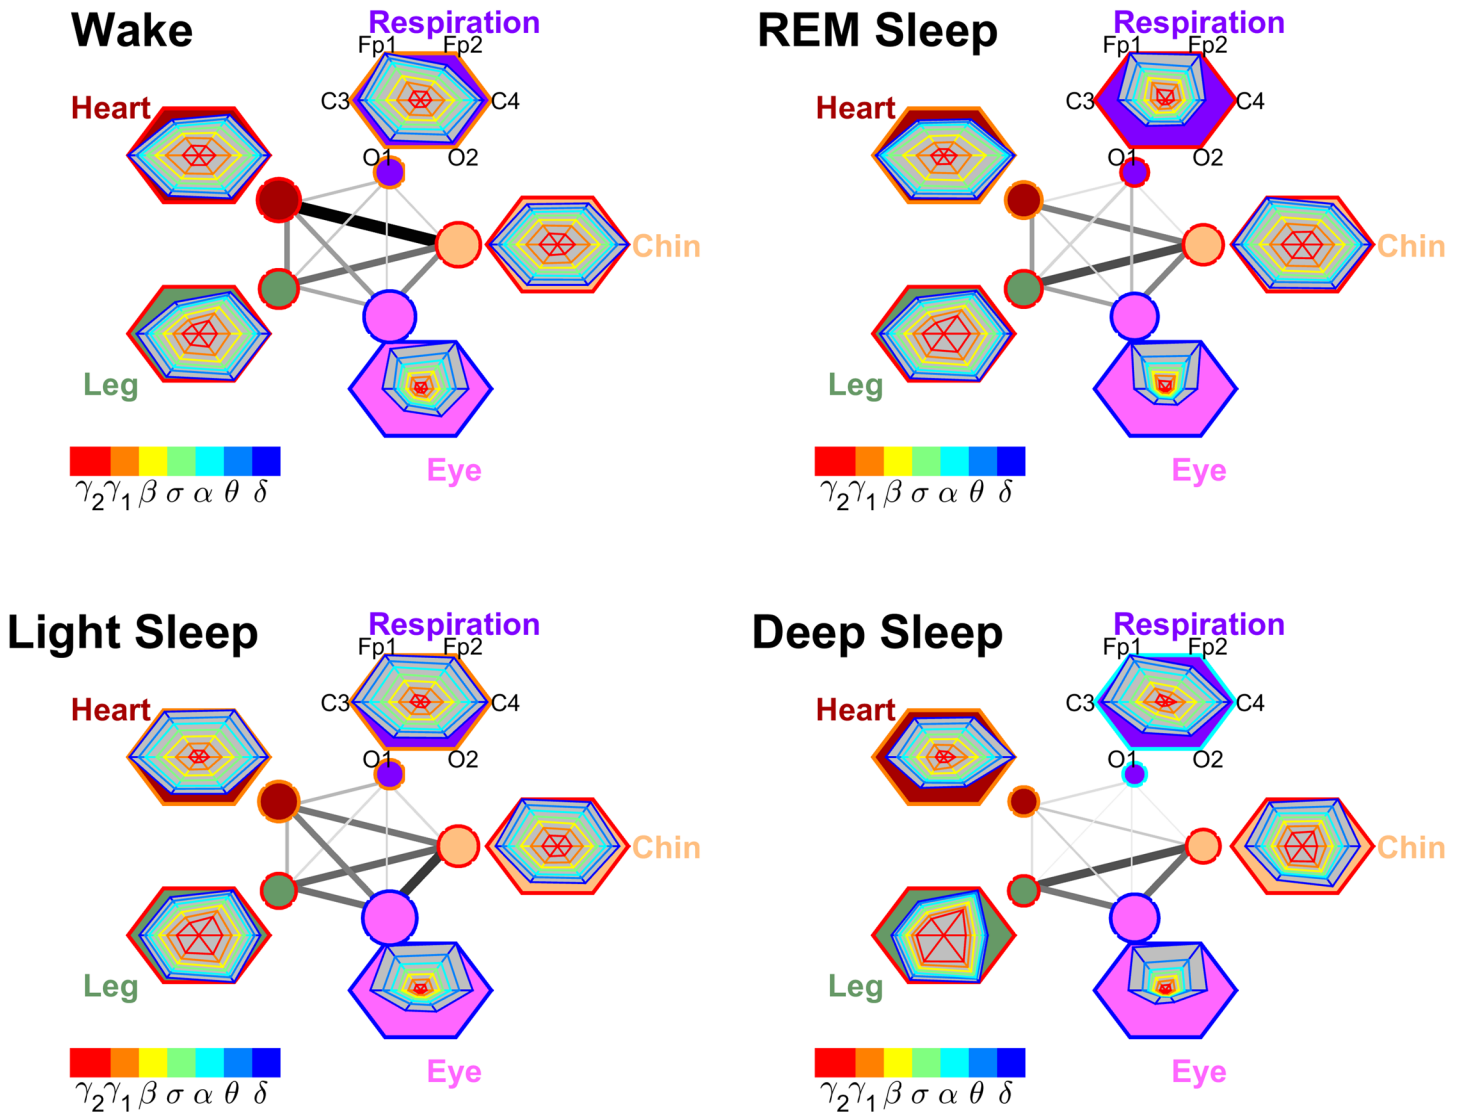 Wake
Respiration
Fp1 Fp2
Heart
C3 C4
O1 O2
Chin
Leg
Eye
γ2 γ1 β σ α θ δ
REM Sleep
Respiration
Fp1 Fp2
Heart
C3 C4
O1 O2
Chin
Leg
Eye
γ2 γ1 β σ α θ δ
Light Sleep
Respiration
Fp1 Fp2
Heart
C3 C4
O1 O2
Chin
Leg
Eye
γ2 γ1 β σ α θ δ
Deep Sleep
Respiration
Fp1 Fp2
Heart
C3 C4
O1 O2
Chin
Leg
Eye
γ2 γ1 β σ α θ δ